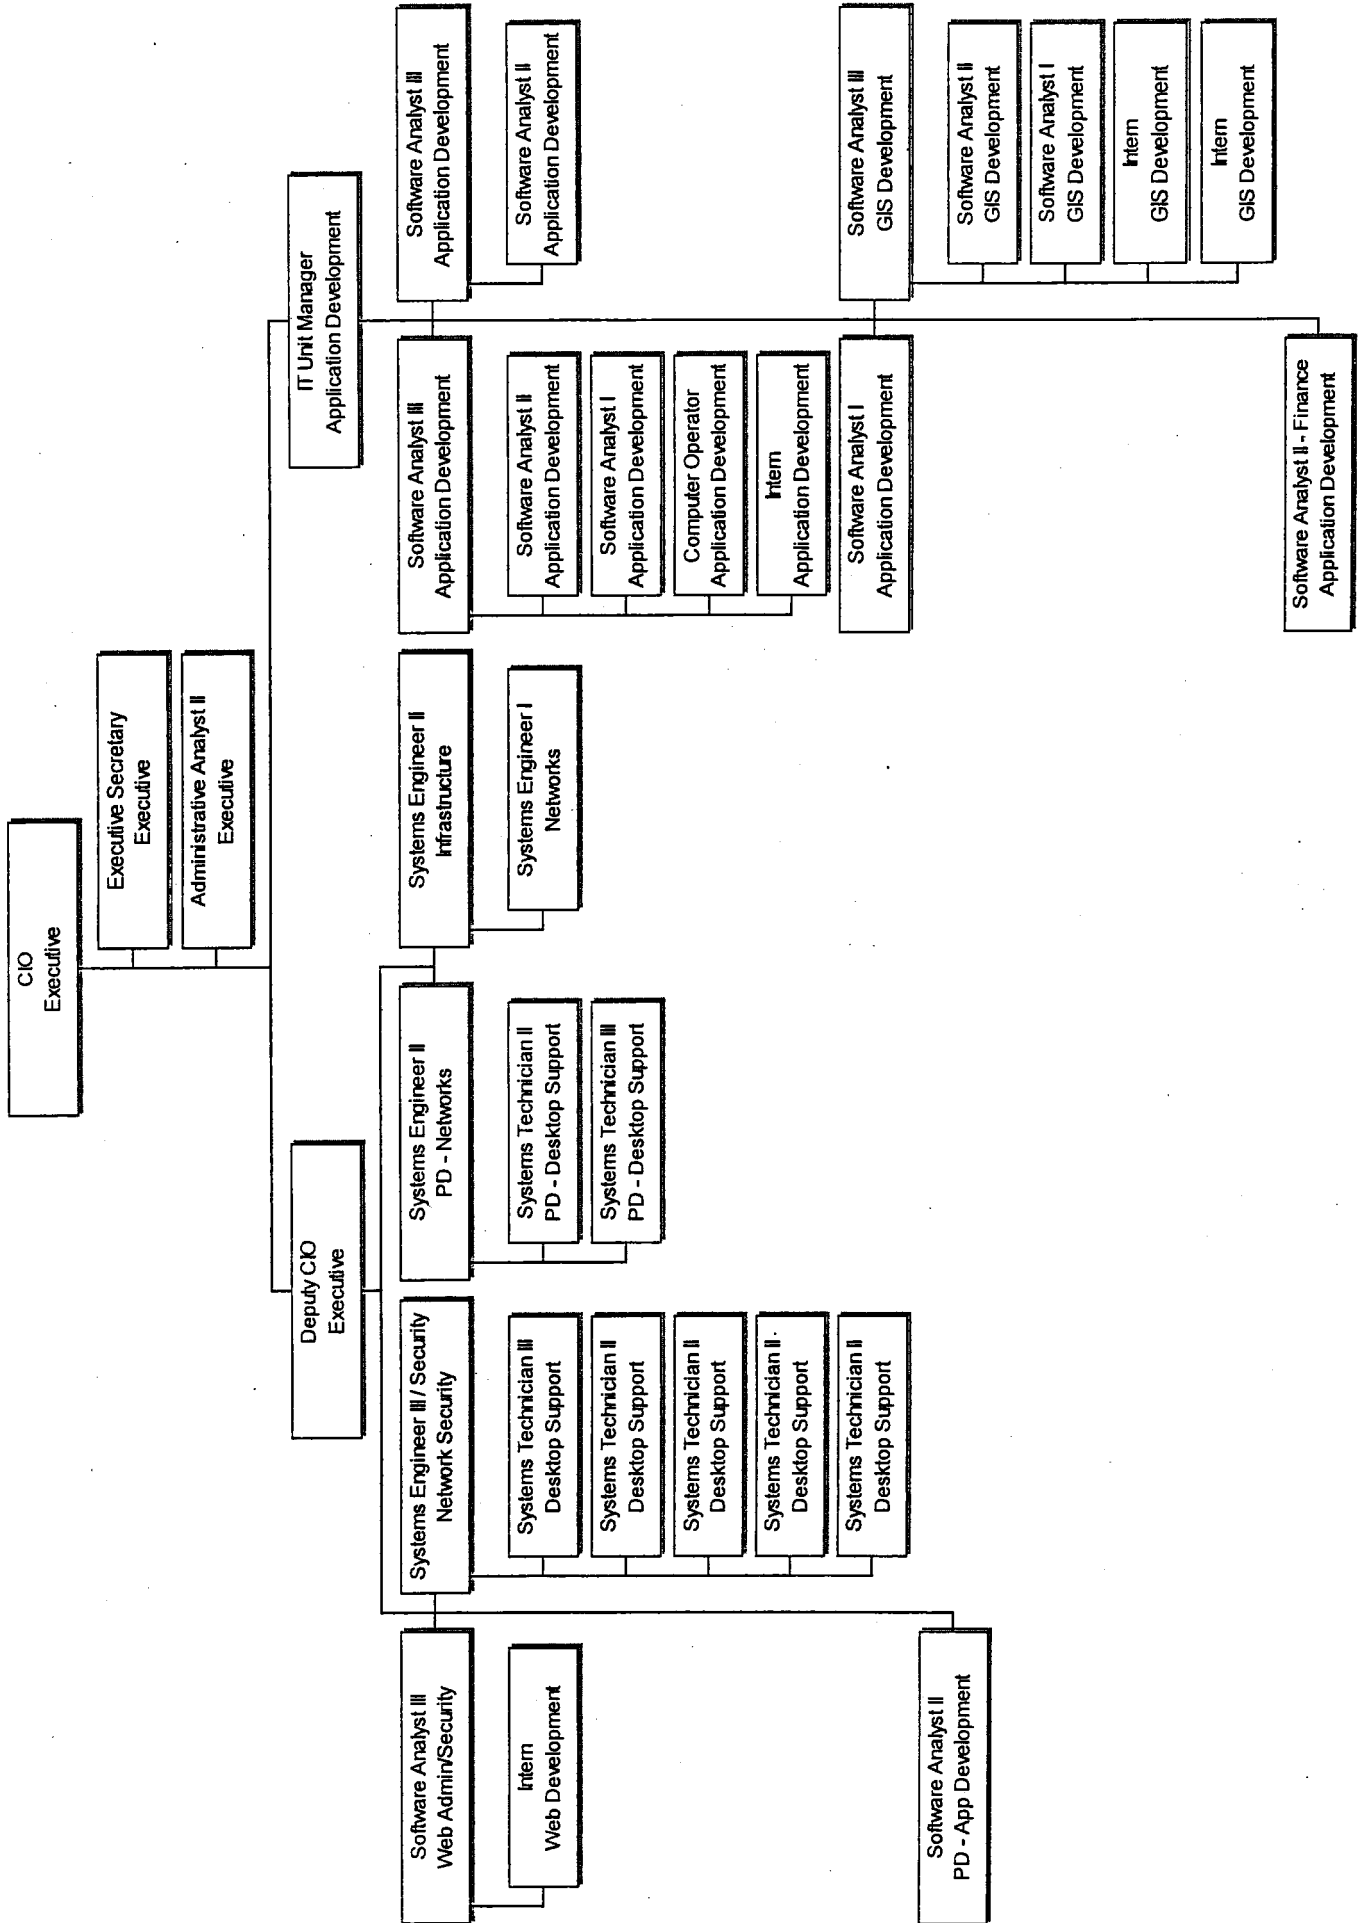 CIO
Executive
Executive Secretary
Executive
Administrative Analyst II
Executive
Deputy CIO
Executive
IT Unit Manager
Application Development
Software Analyst III
Web Admin/Security
Intern
Web Development
Software Analyst II
PD - App Development
Systems Engineer III / Security
Network Security
Systems Technician III
Desktop Support
Systems Technician II
Desktop Support
Systems Technician II
Desktop Support
Systems Technician II
Desktop Support
Systems Technician II
Desktop Support
Systems Engineer II
PD - Networks
Systems Technician II
PD - Desktop Support
Systems Technician III
PD - Desktop Support
Systems Engineer II
Infrastructure
Systems Engineer I
Networks
Software Analyst III
Application Development
Software Analyst II
Application Development
Software Analyst I
Application Development
Computer Operator
Application Development
Intern
Application Development
Software Analyst III
Application Development
Software Analyst II
Application Development
Software Analyst I
Application Development
Software Analyst III
GIS Development
Software Analyst II
GIS Development
Software Analyst I
GIS Development
Intern
GIS Development
Intern
GIS Development
Software Analyst II - Finance
Application Development